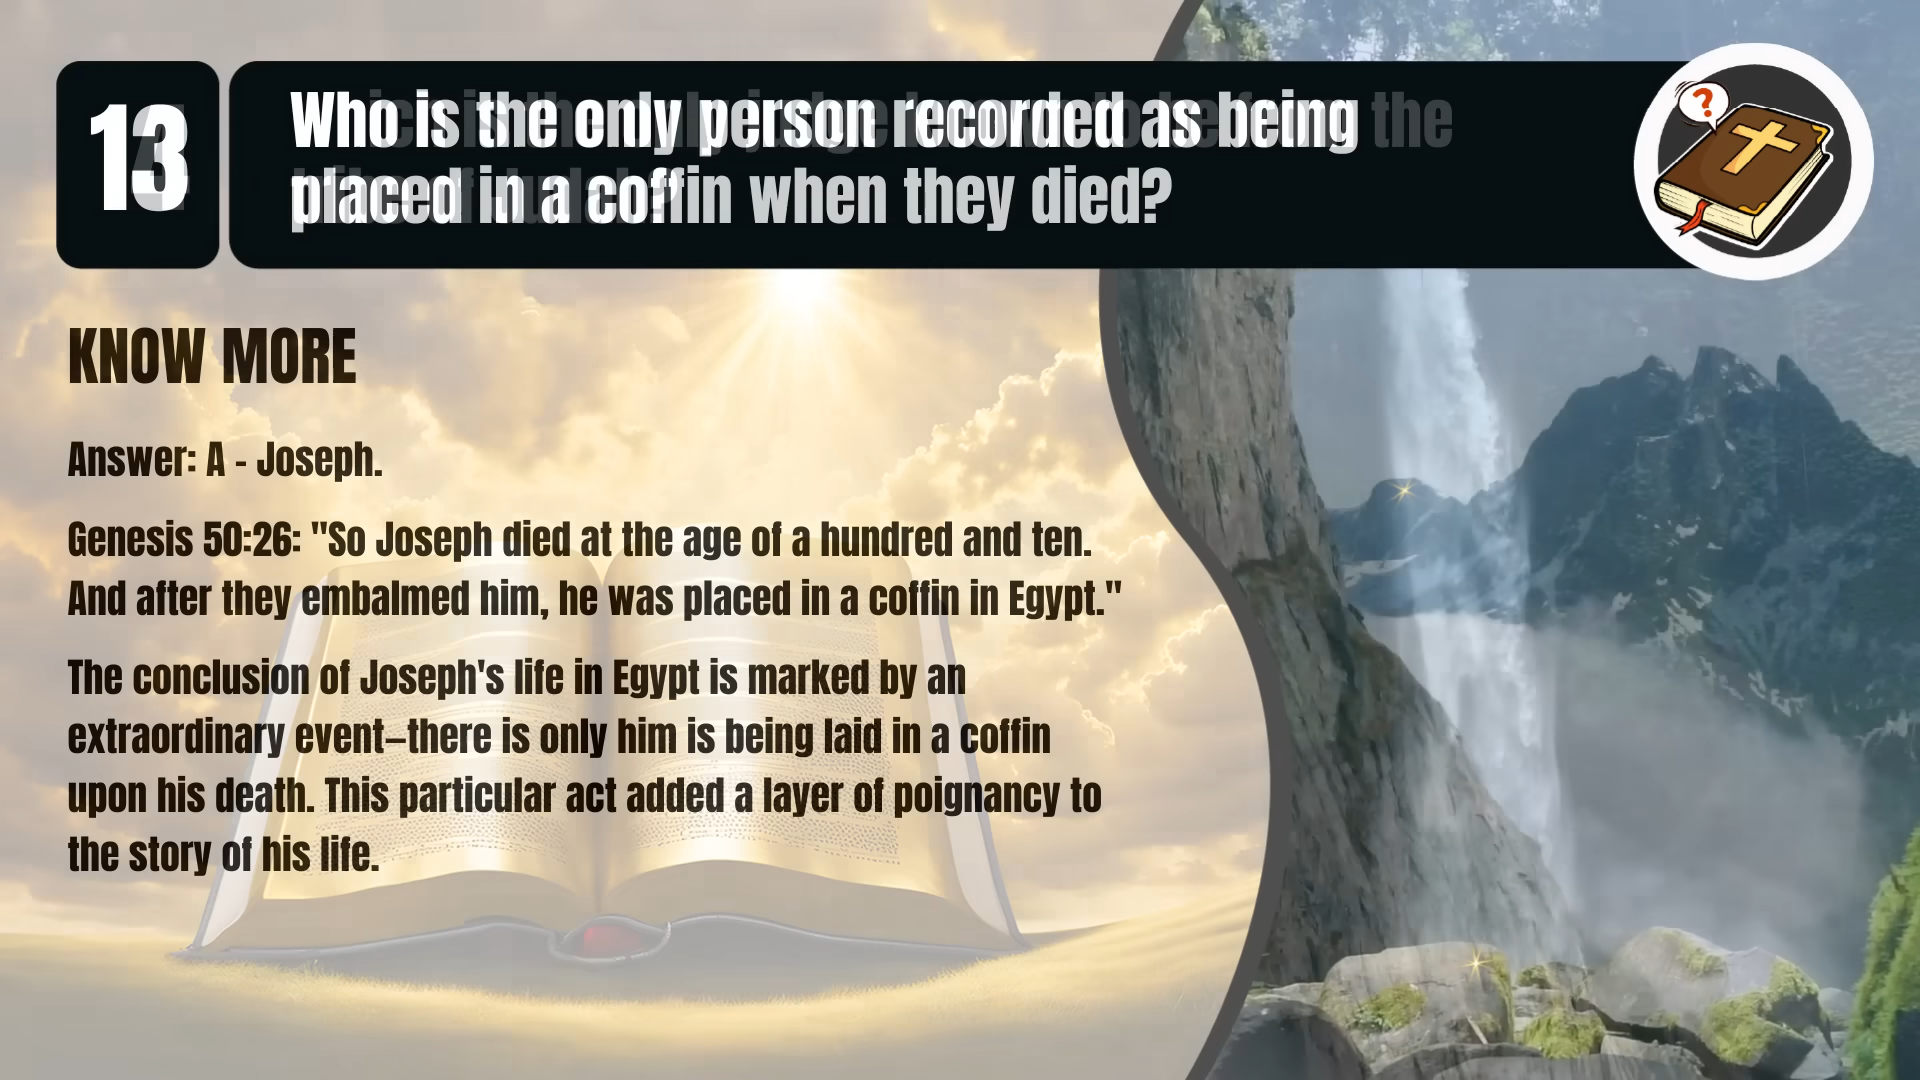 13
Who is the only person recorded as being
placed in a coffin when they died?
?
KNOW MORE
Answer: A - Joseph.
Genesis 50:26: "So Joseph died at the age of a hundred and ten.
And after they embalmed him, he was placed in a coffin in Egypt."
The conclusion of Joseph's life in Egypt is marked by an
extraordinary event—there is only him is being laid in a coffin
upon his death. This particular act added a layer of poignancy to
the story of his life.